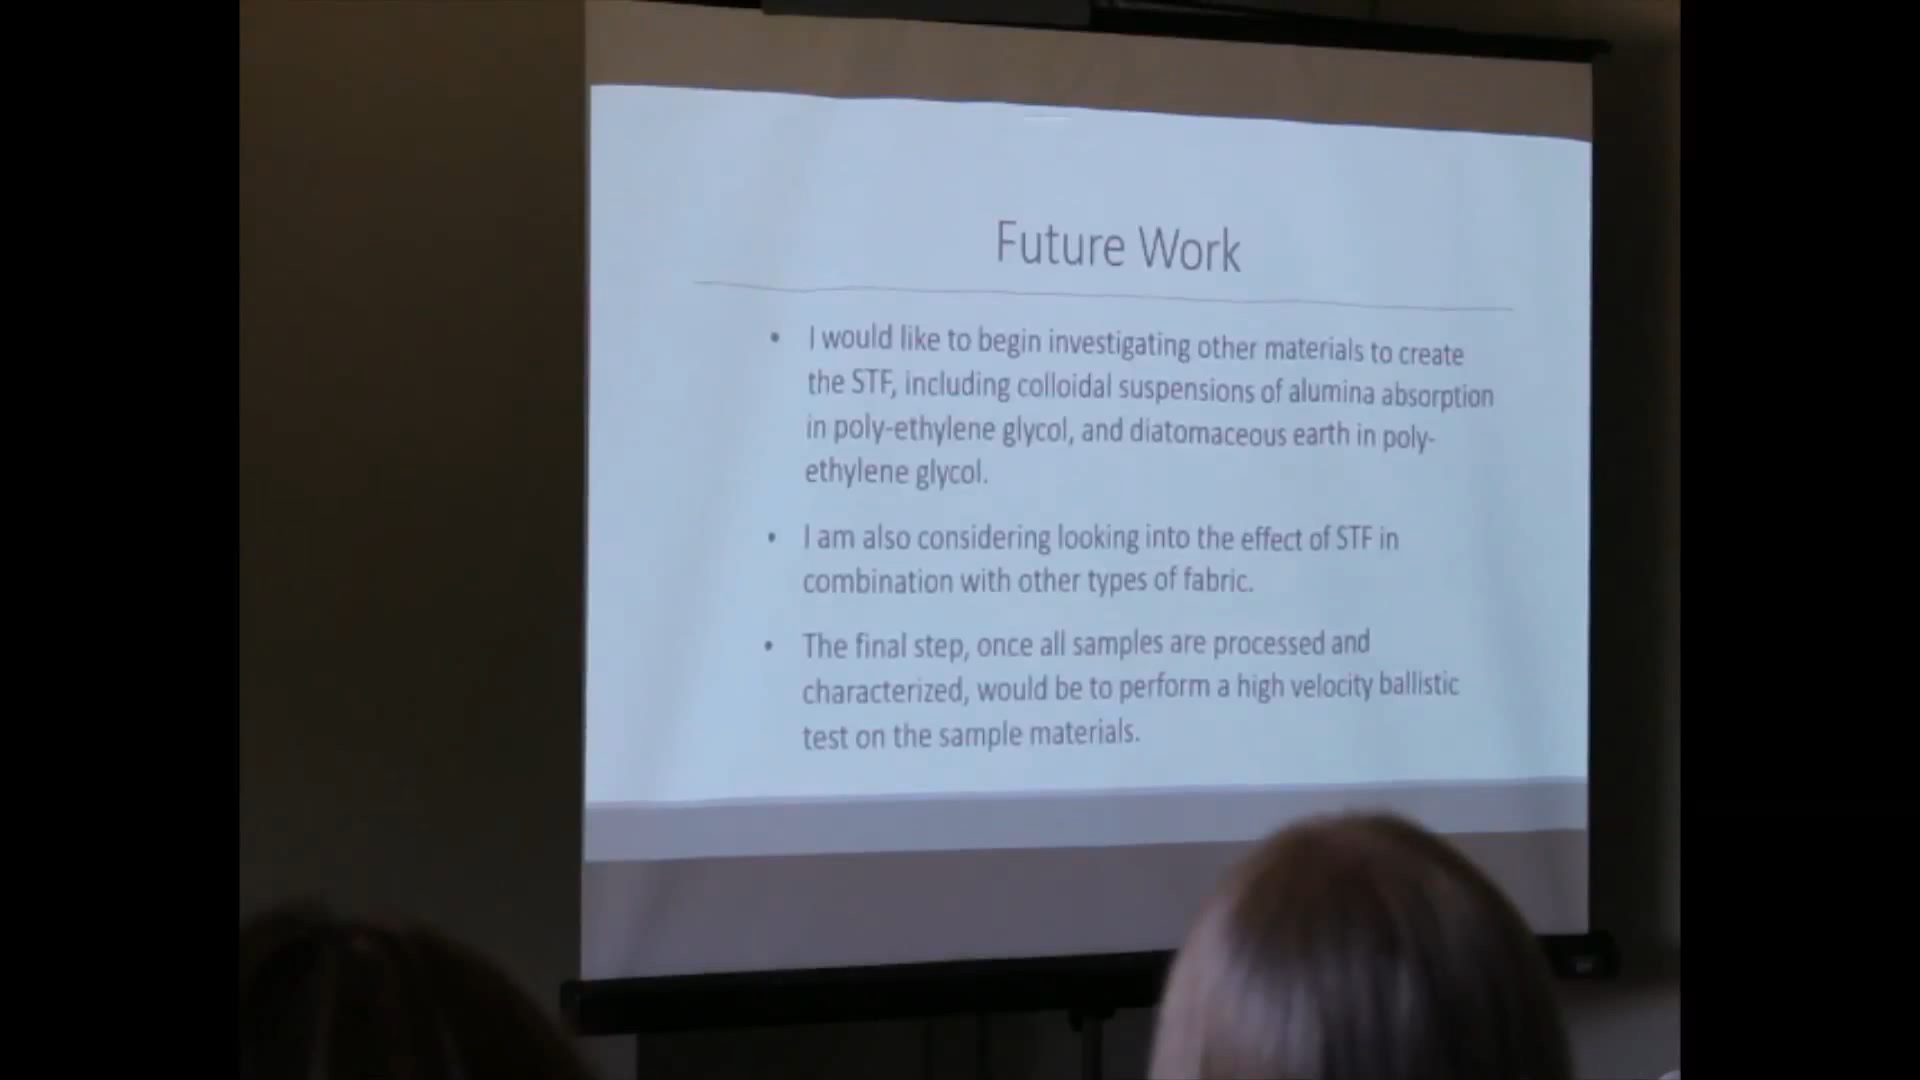 Future Work
• I would like to begin investigating other materials to create
the STF, including colloidal suspensions of alumina absorption
in poly-ethylene glycol, and diatomaceous earth in poly-
ethylene glycol.
• I am also considering looking into the effect of STF in
combination with other types of fabric.
• The final step, once all samples are processed and
characterized, would be to perform a high velocity ballistic
test on the sample materials.